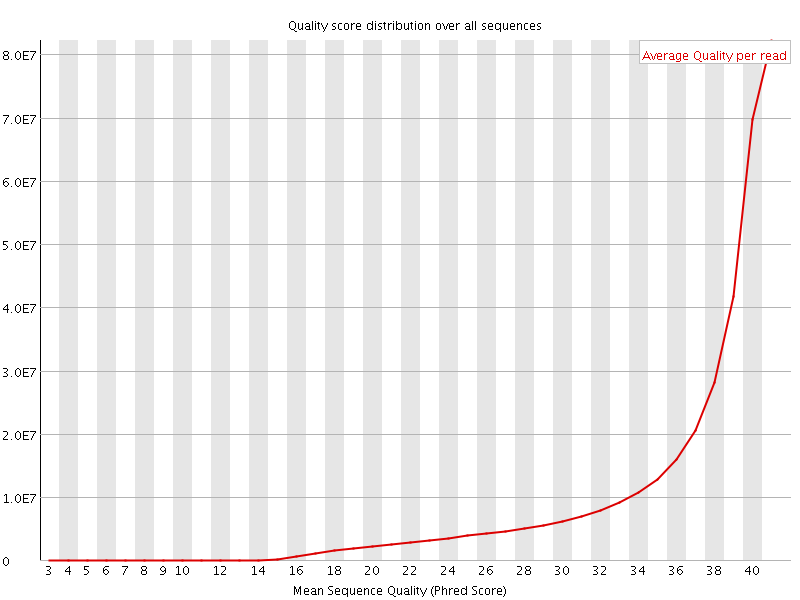 Quality score distribution over all sequences
Average Quality per read
8.0E7
7.0E7
6.0E7
5.0E7
4.0E7
3.0E7
2.0E7
1.0E7
0
3 4 5 6 7 8 9 10 12 14 16 18 20 22 24 26 28 30 32 34 36 38 40
Mean Sequence Quality (Phred Score)